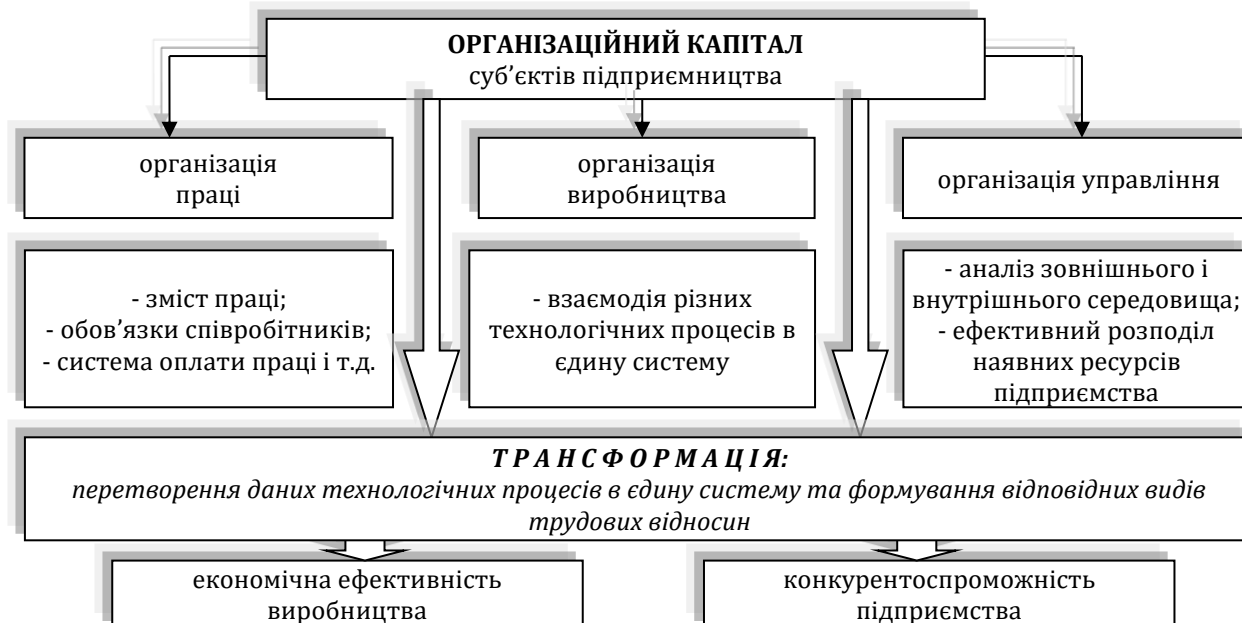 ОРГАНІЗАЦІЙНИЙ КАПІТАЛ
суб’єктів підприємництва
організація
праці
організація
виробництва
організація управління
- зміст праці;
- обов’язки співробітників;
- система оплати праці і т.д.
- взаємодія різних
технологічних процесів в
єдину систему
- аналіз зовнішнього і
внутрішнього середовища;
- ефективний розподіл
наявних ресурсів
підприємства
Т Р А Н С Ф О Р М А Ц І Я:
перетворення даних технологічних процесів в єдину систему та формування відповідних видів
трудових відносин
економічна ефективність
виробництва
конкурентоспроможність
підприємства